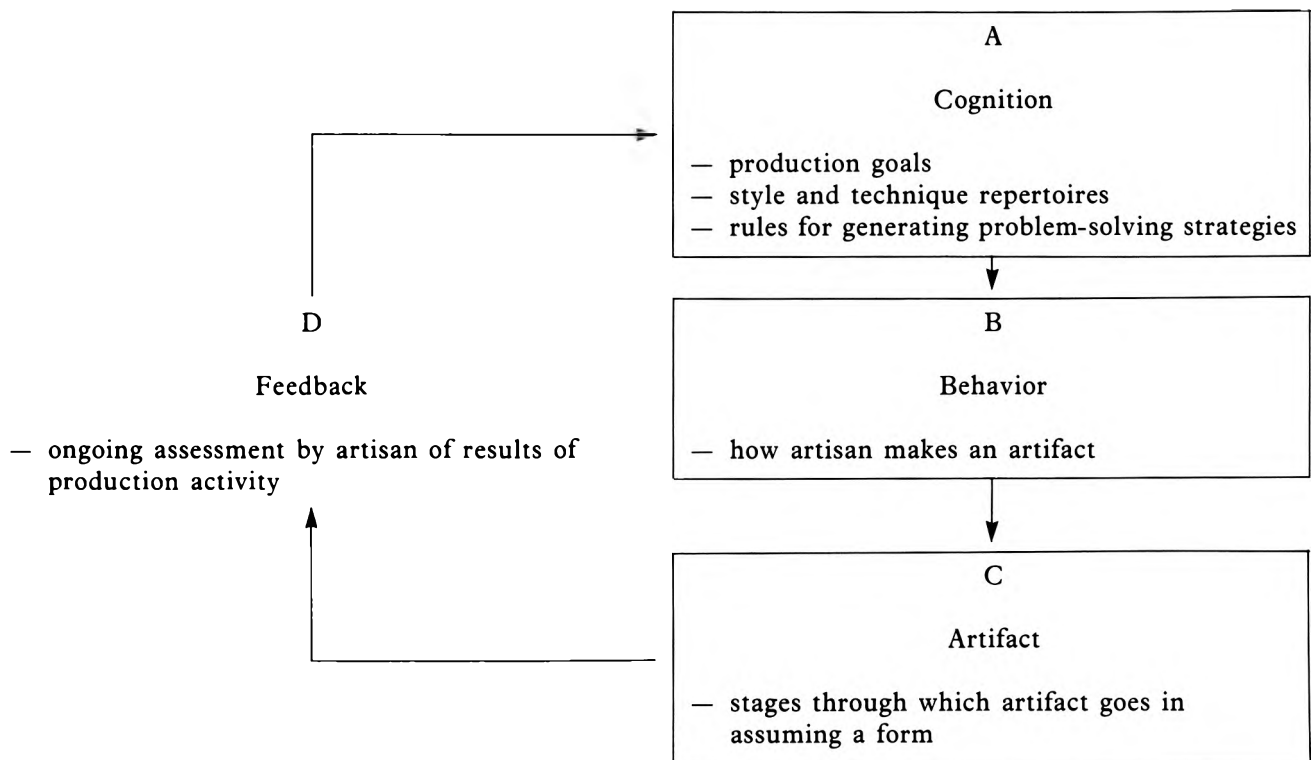 A
Cognition
— production goals
— style and technique repertoires
— rules for generating problem-solving strategies
B
Behavior
— how artisan makes an artifact
C
Artifact
— stages through which artifact goes in
assuming a form
D
Feedback
— ongoing assessment by artisan of results of
production activity